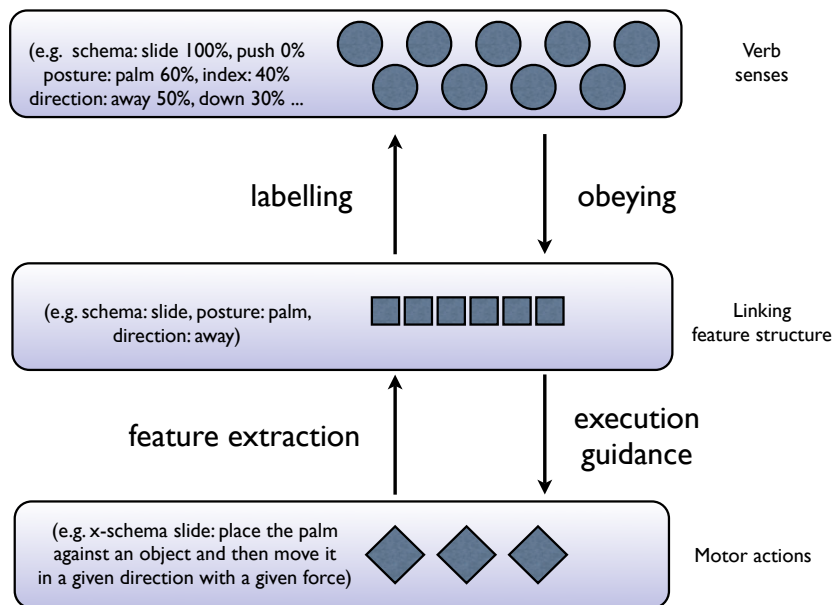 (e.g. schema: slide 100%, push 0%
posture: palm 60%, index: 40%
direction: away 50%, down 30% ...
Verb
senses
labelling
obeying
(e.g. schema: slide, posture: palm,
direction: away)
Linking
feature structure
feature extraction
execution
guidance
(e.g. x-schema slide: place the palm
against an object and then move it
in a given direction with a given force)
Motor actions